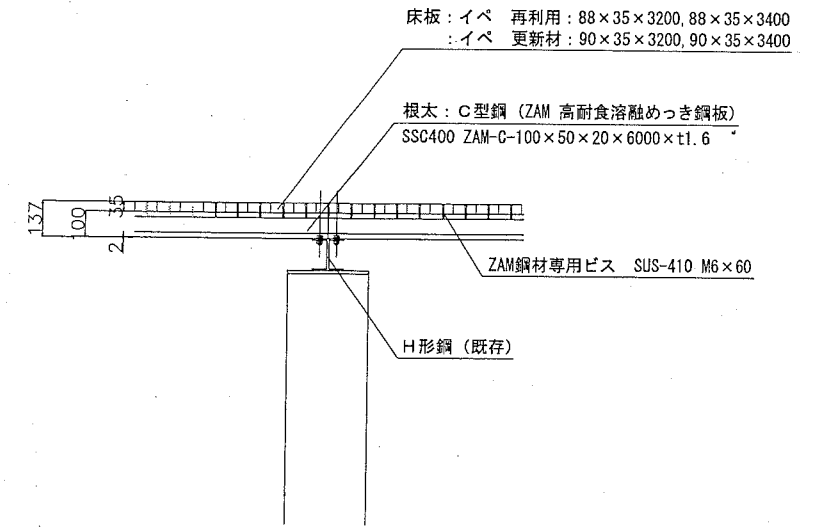 床板：イペ 再利用：88×35×3200, 88×35×3400
：イペ 更新材：90×35×3200, 90×35×3400
根太：C型鋼（ZAM 高耐食溶融めっき鋼板）
SSC400 ZAM-C-100×50×20×6000×t1.6
137
100
35
2
ZAM鋼材専用ビス SUS-410 M6×60
H形鋼（既存）